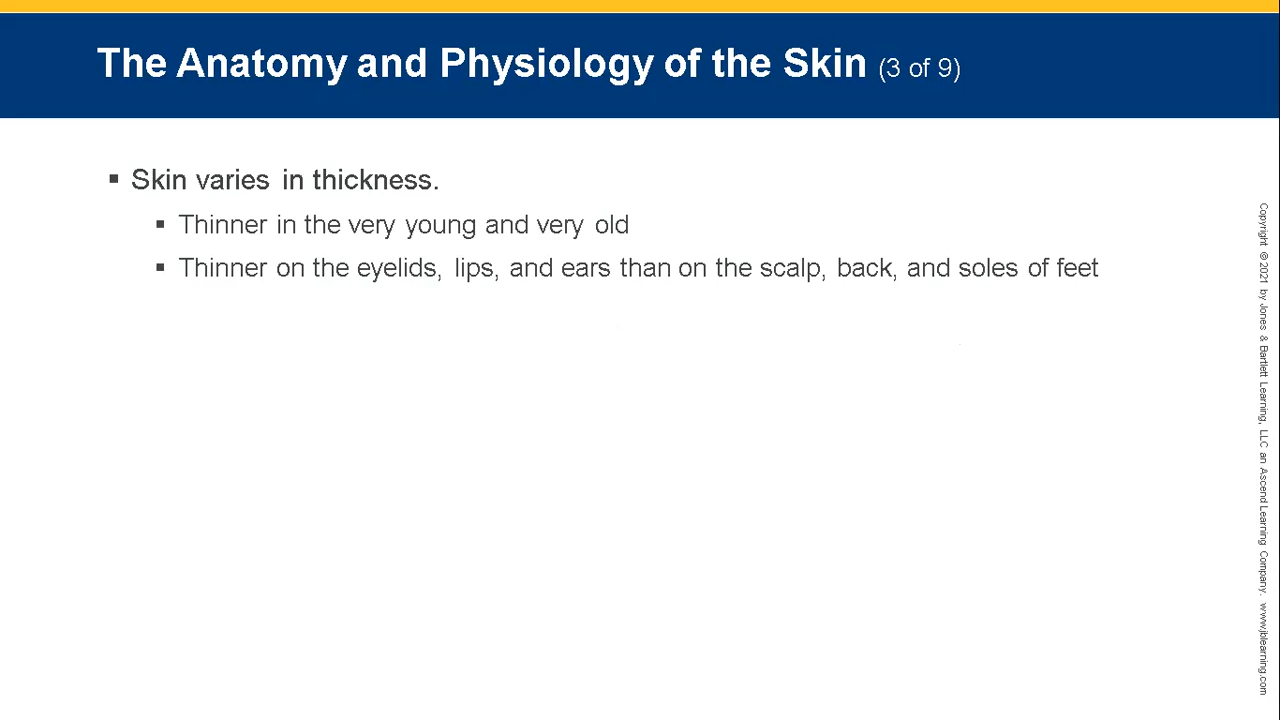 The Anatomy and Physiology of the Skin (3 of 9)
▪ Skin varies in thickness.
▪ Thinner in the very young and very old
▪ Thinner on the eyelids, lips, and ears than on the scalp, back, and soles of feet
Copyright © 2021 by Jones & Bartlett Learning, LLC an Ascend Learning Company. www.jblearning.com